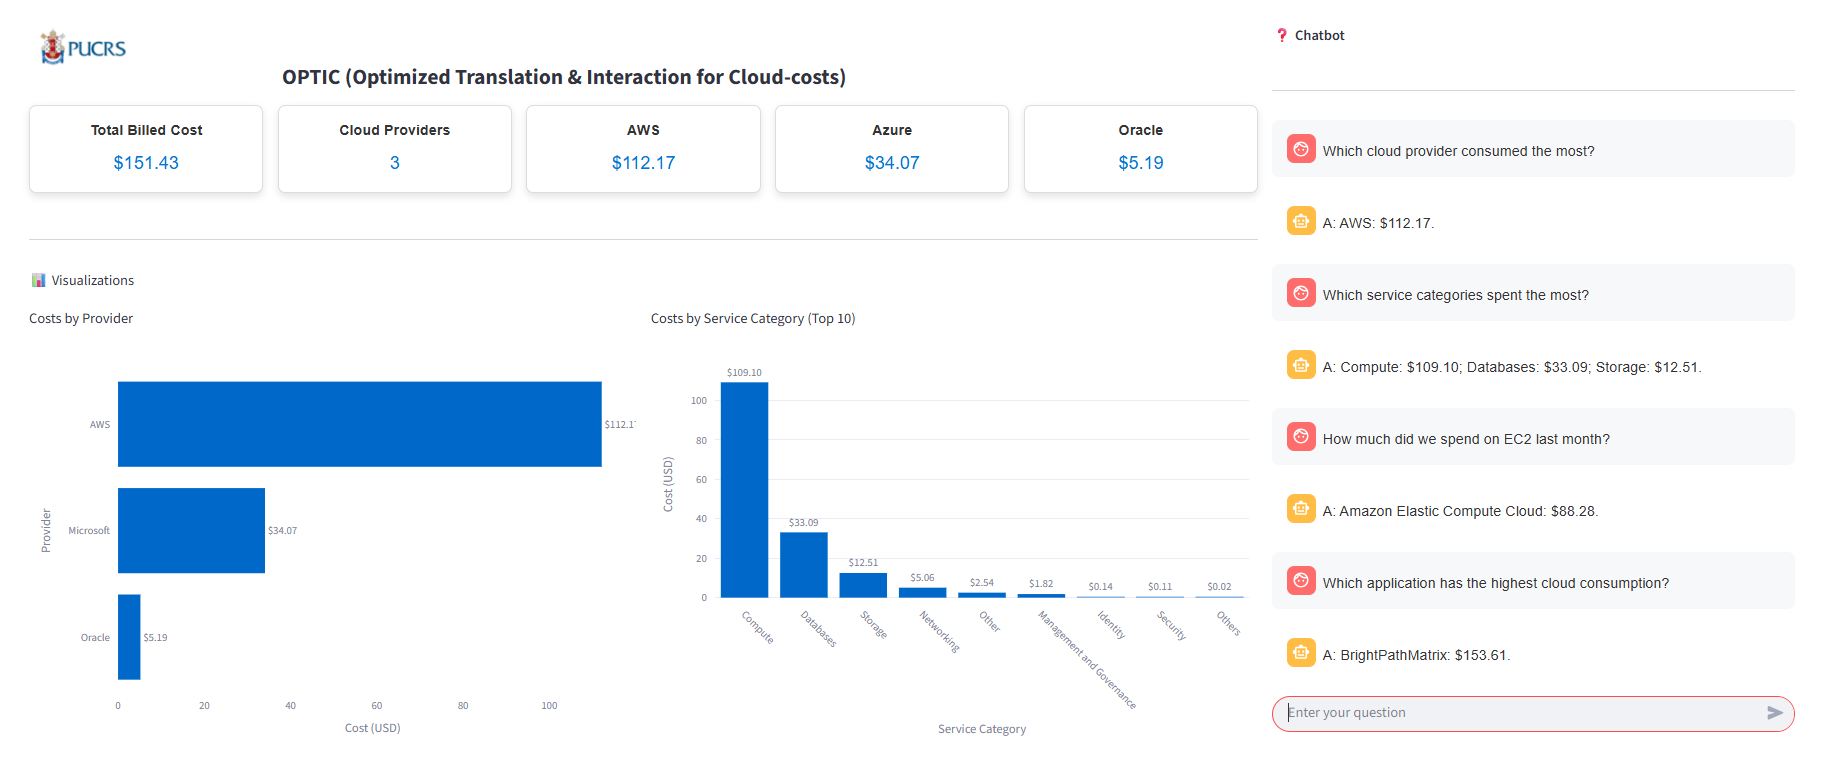 PUCRS
OPTIC (Optimized Translation & Interaction for Cloud-costs)
Total Billed Cost
$151.43
Cloud Providers
3
AWS
$112.17
Azure
$34.07
Oracle
$5.19
📊 Visualizations
Costs by Provider
AWS
Microsoft
Oracle
Provider
$112.1
$34.07
$5.19
0 20 40 60 80 100
Cost (USD)
Costs by Service Category (Top 10)
Cost (USD)
100
80
60
40
20
0
$109.10
$33.09
$12.51
$5.06
$2.54
$1.82
$0.14
$0.11
$0.02
Compute
Databases
Storage
Networking
Other
Management and Governance
Identity
Security
Others
Service Category
❓ Chatbot
Which cloud provider consumed the most?
A: AWS: $112.17.
Which service categories spent the most?
A: Compute: $109.10; Databases: $33.09; Storage: $12.51.
How much did we spend on EC2 last month?
A: Amazon Elastic Compute Cloud: $88.28.
Which application has the highest cloud consumption?
A: BrightPathMatrix: $153.61.
Enter your question